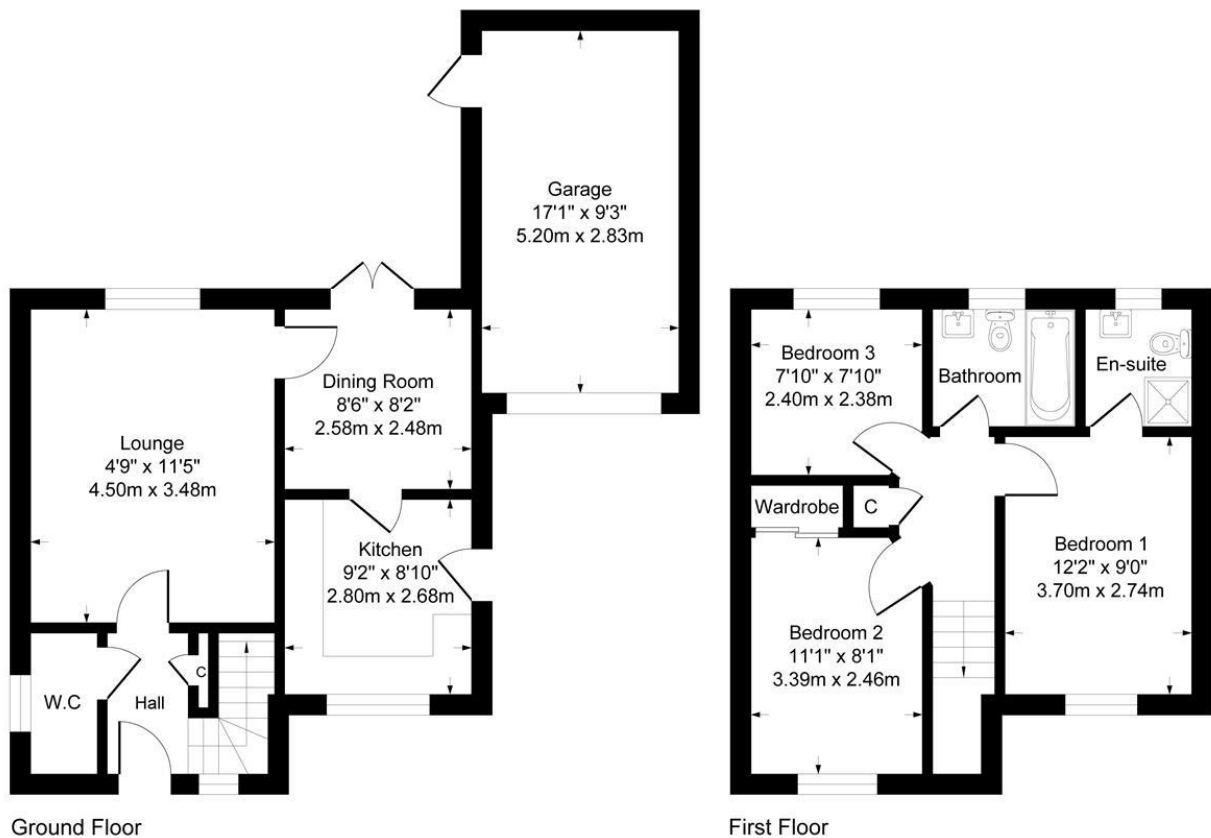 Garage
17'1" x 9'3"
5.20m x 2.83m
Dining Room
8'6" x 8'2"
2.58m x 2.48m
Lounge
4'9" x 11'5"
4.50m x 3.48m
Kitchen
9'2" x 8'10"
2.80m x 2.68m
W.C
Hall
C
Ground Floor
Bedroom 3
7'10" x 7'10"
2.40m x 2.38m
Bathroom
En-suite
Wardrobe
C
Bedroom 1
12'2" x 9'0"
3.70m x 2.74m
Bedroom 2
11'1" x 8'1"
3.39m x 2.46m
First Floor